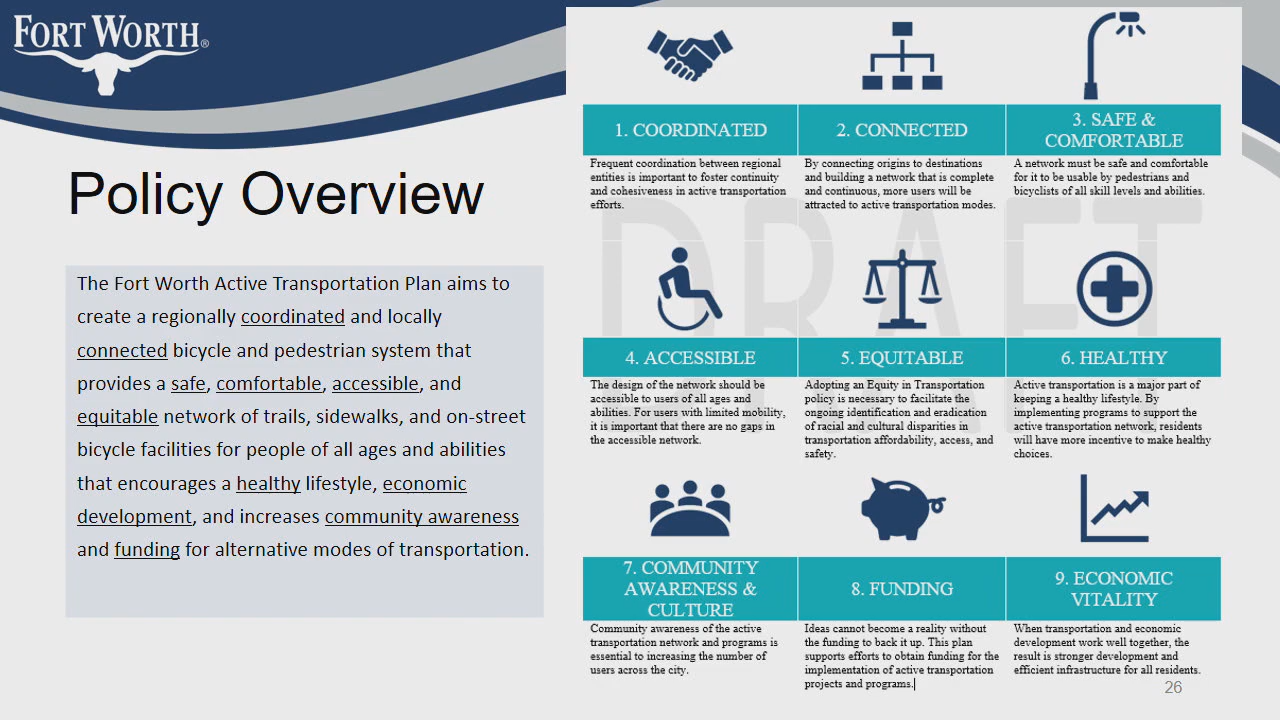 FORT WORTH®
Policy Overview
The Fort Worth Active Transportation Plan aims to
create a regionally coordinated and locally
connected bicycle and pedestrian system that
provides a safe, comfortable, accessible, and
equitable network of trails, sidewalks, and on-street
bicycle facilities for people of all ages and abilities
that encourages a healthy lifestyle, economic
development, and increases community awareness
and funding for alternative modes of transportation.
DRAFT
1. COORDINATED
Frequent coordination between regional
entities is important to foster continuity
and cohesiveness in active transportation
efforts.
2. CONNECTED
By connecting origins to destinations
and building a network that is complete
and continuous, more users will be
attracted to active transportation modes.
3. SAFE &
COMFORTABLE
A network must be safe and comfortable
for it to be usable by pedestrians and
bicyclists of all skill levels and abilities.
4. ACCESSIBLE
The design of the network should be
accessible to users of all ages and
abilities. For users with limited mobility,
it is important that there are no gaps in
the accessible network.
5. EQUITABLE
Adopting an Equity in Transportation
policy is necessary to facilitate the
ongoing identification and eradication
of racial and cultural disparities in
transportation affordability, access, and
safety.
6. HEALTHY
Active transportation is a major part of
keeping a healthy lifestyle. By
implementing programs to support the
active transportation network, residents
will have more incentive to make healthy
choices.
7. COMMUNITY
AWARENESS &
CULTURE
Community awareness of the active
transportation network and programs is
essential to increasing the number of
users across the city.
8. FUNDING
Ideas cannot become a reality without
the funding to back it up. This plan
supports efforts to obtain funding for the
implementation of active transportation
projects and programs.
9. ECONOMIC
VITALITY
When transportation and economic
development work well together, the
result is stronger development and
efficient infrastructure for all residents.
26